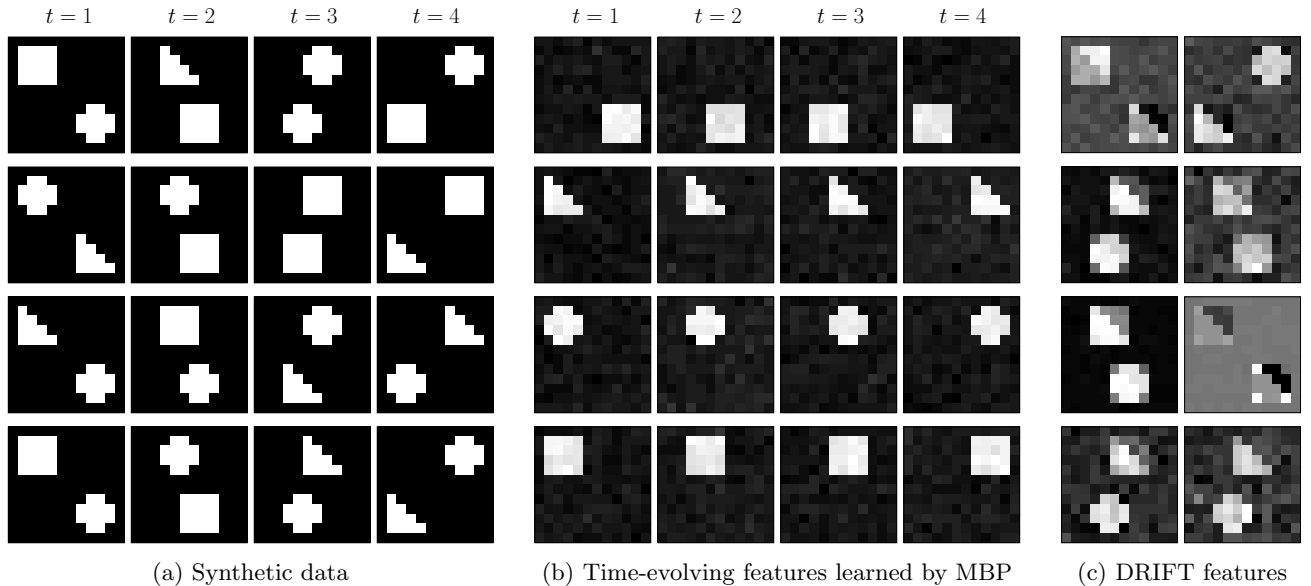 t = 1 t = 2 t = 3 t = 4 t = 1 t = 2 t = 3 t = 4
(a) Synthetic data (b) Time-evolving features learned by MBP (c) DRIFT features